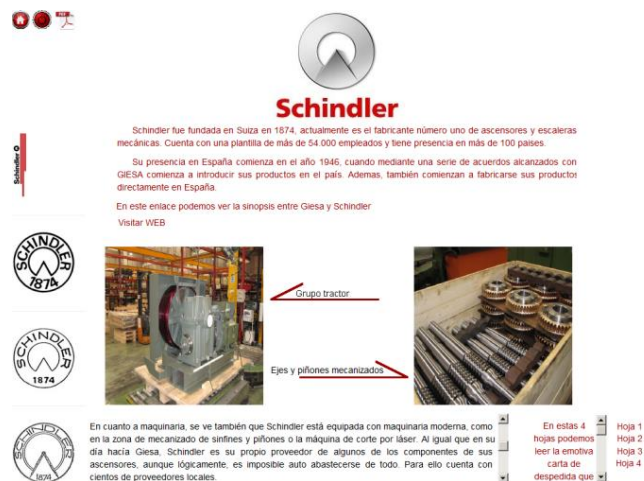 PDF
Schindler
Schindler fue fundada en Suiza en 1874, actualmente es el fabricante número uno de ascensores y escaleras
mecánicas. Cuenta con una plantilla de más de 54.000 empleados y tiene presencia en más de 100 países.
Su presencia en España comienza en el año 1946, cuando mediante una serie de acuerdos alcanzados con
GIESA comienza a introducir sus productos en el país. Ademas, también comienzan a fabricarse sus productos
directamente en España.
En este enlace podemos ver la sinopsis entre Giesa y Schindler
Visitar WEB
Schindler
SCHINDLER
1874
SCHINDLER
1874
SCHINDLER
1874
Grupo tractor
Ejes y piñones mecanizados
En cuanto a maquinaria, se ve también que Schindler está equipada con maquinaria moderna, como
en la zona de mecanizado de sinfines y piñones o la máquina de corte por láser. Al igual que en su
día hacía Giesa, Schindler es su propio proveedor de algunos de los componentes de sus
ascensores, aunque lógicamente, es imposible auto abastecerse de todo. Para ello cuenta con
cientos de proveedores locales.
En estas 4
hojas podemos
leer la emotiva
carta de
despedida que
Hoja 1
Hoja 2
Hoja 3
Hoja 4